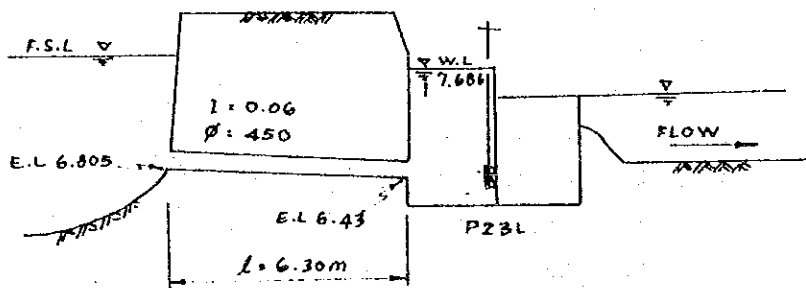 F.S.L
W.L
7.686
I = 0.06
Ø = 450
FLOW
E.L 6.805
E.L 6.43
P23L
l = 6.30m